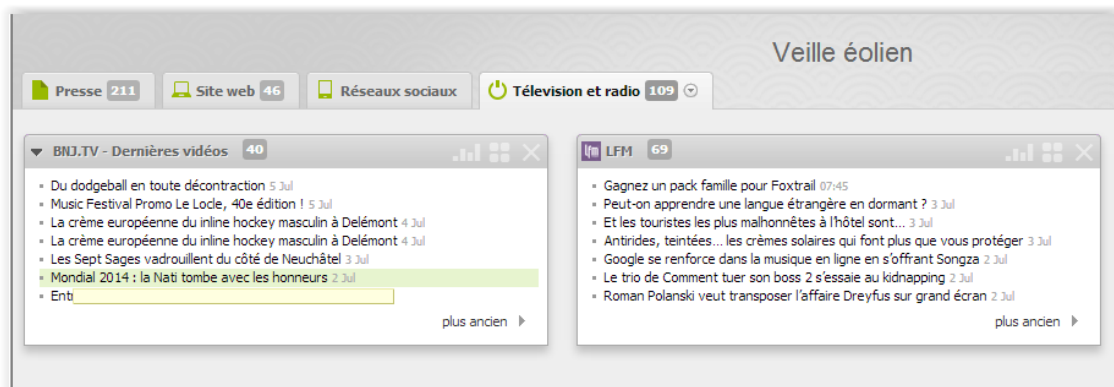 Veille éolien
Presse 211 Site web 46 Réseaux sociaux Télevision et radio 109
BNJ.TV - Dernières vidéos 40
Du dodgeball en toute décontraction 5 Jul
Music Festival Promo Le Locle, 40e édition ! 5 Jul
La crème européenne du inline hockey masculin à Delémont 4 Jul
La crème européenne du inline hockey masculin à Delémont 4 Jul
Les Sept Sages vadrouillent du côté de Neuchâtel 3 Jul
Mondial 2014 : la Nati tombe avec les honneurs 2 Jul
plus ancien
lfm LFM 69
Gagnez un pack famille pour Foxtrail 07:45
Peut-on apprendre une langue étrangère en dormant ? 3 Jul
Et les touristes les plus malhonnêtes à l'hôtel sont... 3 Jul
Antirides, teintées... les crèmes solaires qui font plus que vous protéger 3 Jul
Google se renforce dans la musique en ligne en s'offrant Songza 2 Jul
Le trio de Comment tuer son boss 2 s'essaie au kidnapping 2 Jul
Roman Polanski veut transposer l'affaire Dreyfus sur grand écran 2 Jul
plus ancien